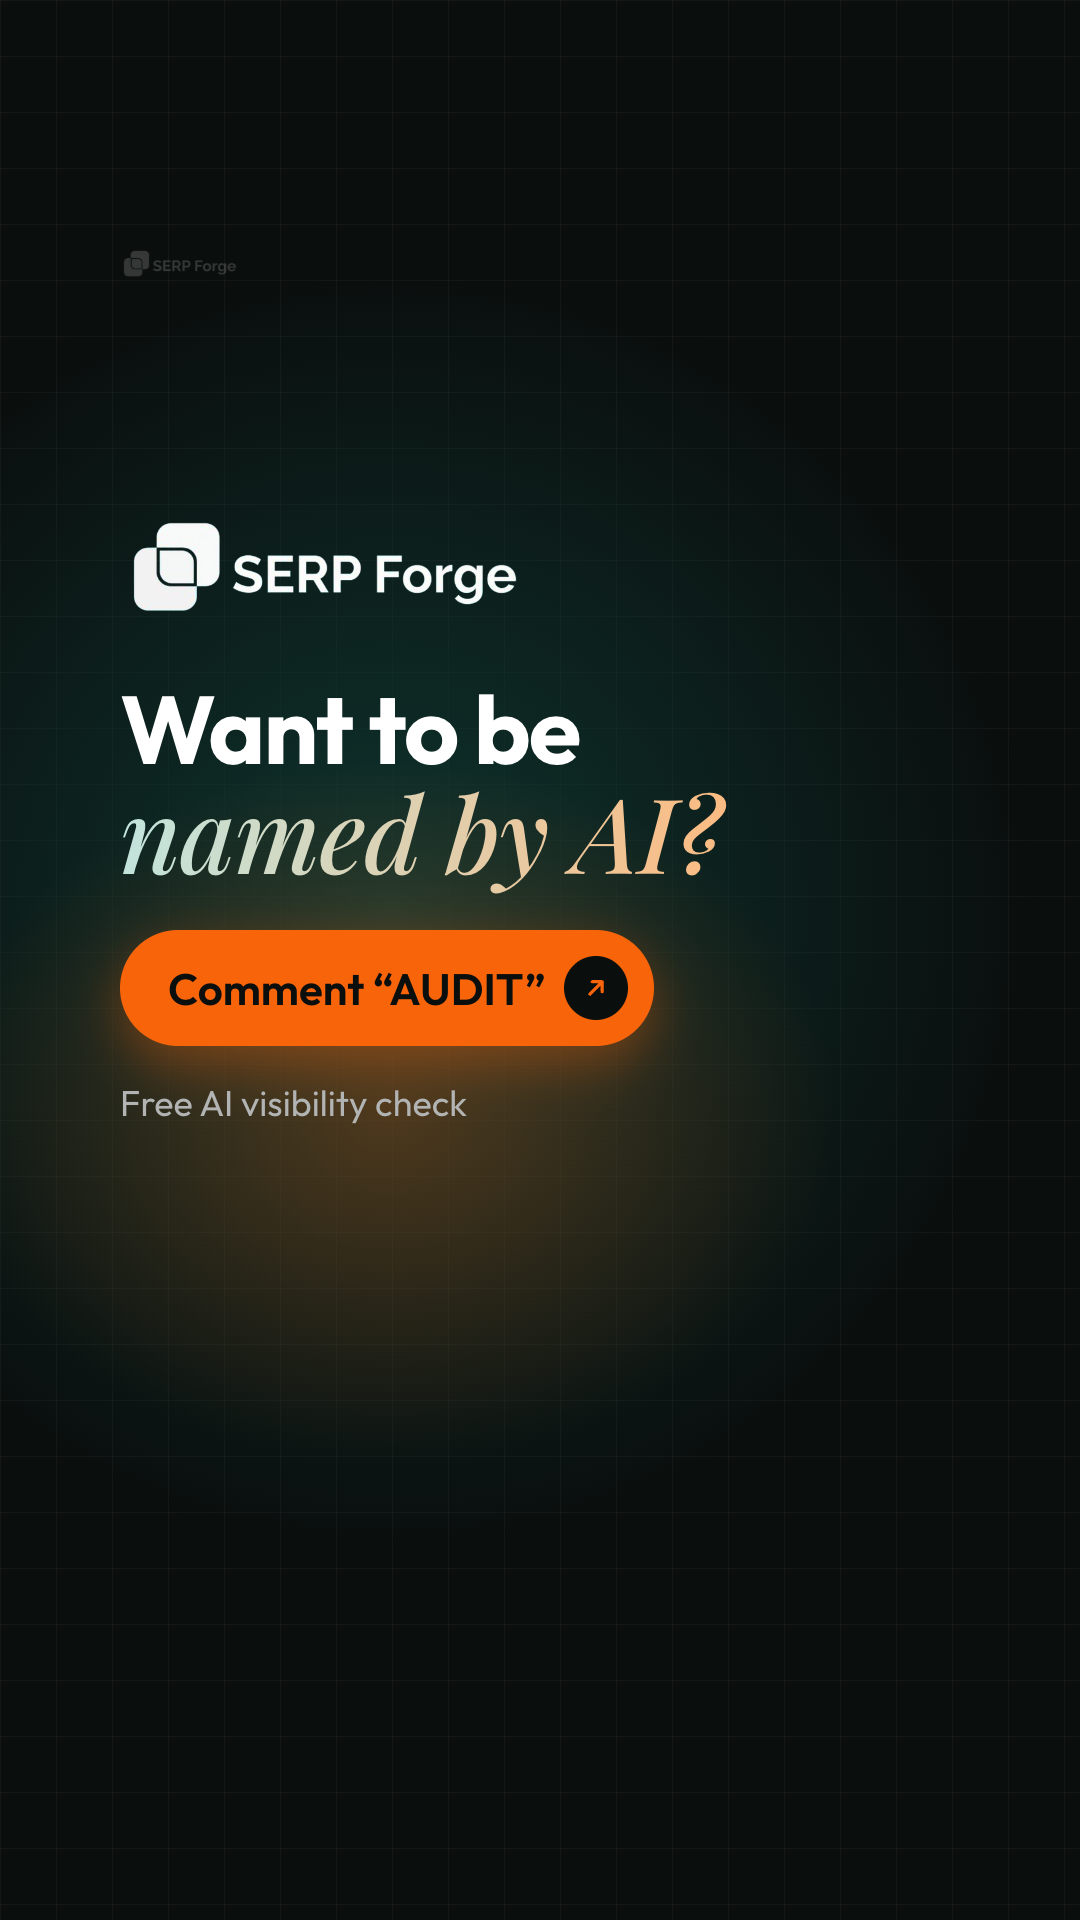 SERP Forge
SERP Forge
Want to be
named by AI?
Comment “AUDIT”
Free AI visibility check